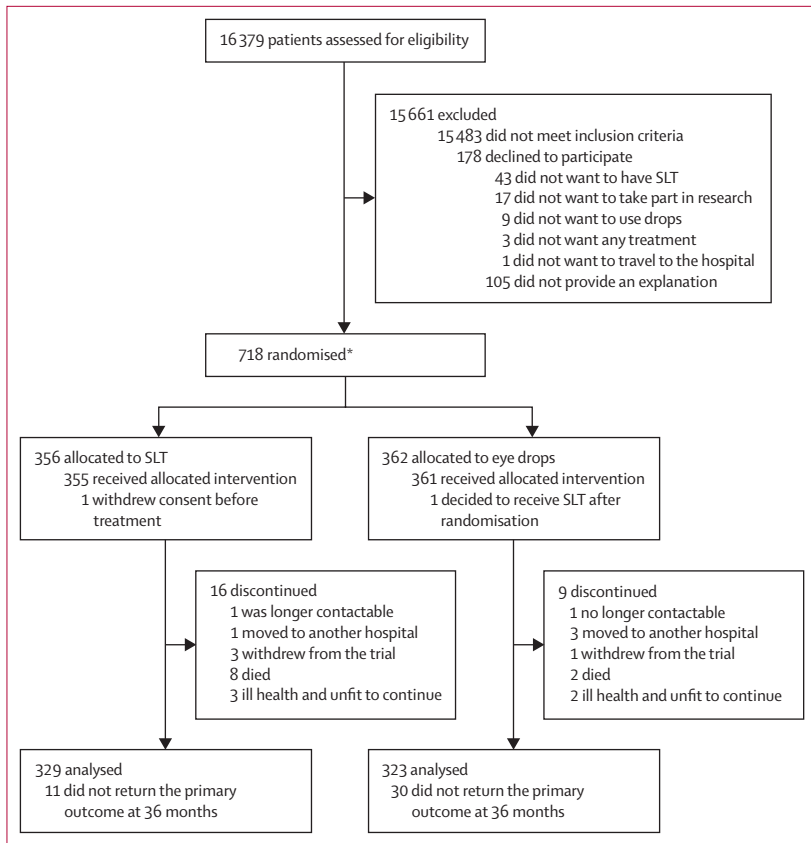 16 379 patients assessed for eligibility
15 661 excluded
15 483 did not meet inclusion criteria
178 declined to participate
43 did not want to have SLT
17 did not want to take part in research
9 did not want to use drops
3 did not want any treatment
1 did not want to travel to the hospital
105 did not provide an explanation
718 randomised*
356 allocated to SLT
355 received allocated intervention
1 withdrew consent before
treatment
362 allocated to eye drops
361 received allocated intervention
1 decided to receive SLT after
randomisation
16 discontinued
1 was longer contactable
1 moved to another hospital
3 withdrew from the trial
8 died
3 ill health and unfit to continue
9 discontinued
1 no longer contactable
3 moved to another hospital
1 withdrew from the trial
2 died
2 ill health and unfit to continue
329 analysed
11 did not return the primary
outcome at 36 months
323 analysed
30 did not return the primary
outcome at 36 months